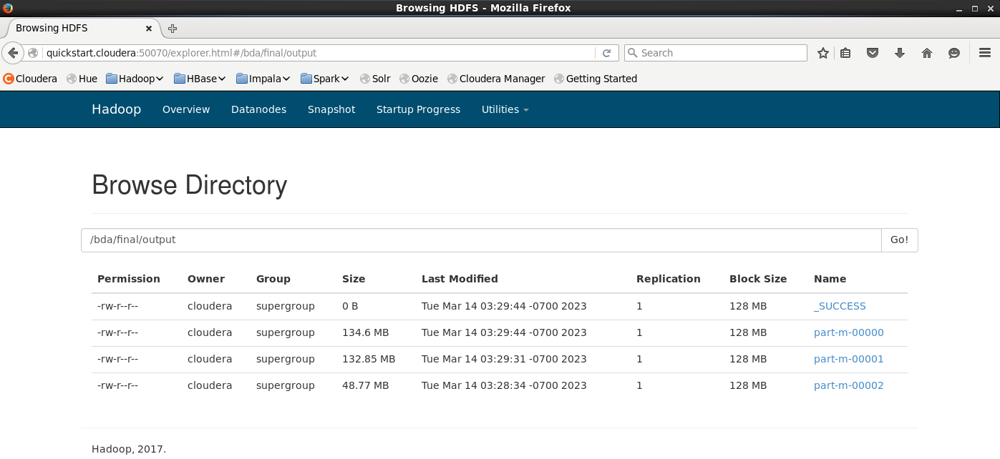 Browsing HDFS - Mozilla Firefox
Browsing HDFS
quickstart.cloudera:50070/explorer.html#/bda/final/output
Search
Cloudera Hue Hadoop HBase Impala Spark Solr Oozie Cloudera Manager Getting Started
Hadoop Overview Datanodes Snapshot Startup Progress Utilities
Browse Directory
/bda/final/output Go!
Permission Owner Group Size Last Modified Replication Block Size Name
-rw-r--r-- cloudera supergroup 0 B Tue Mar 14 03:29:44 -0700 2023 1 128 MB _SUCCESS
-rw-r--r-- cloudera supergroup 134.6 MB Tue Mar 14 03:29:44 -0700 2023 1 128 MB part-m-00000
-rw-r--r-- cloudera supergroup 132.85 MB Tue Mar 14 03:29:31 -0700 2023 1 128 MB part-m-00001
-rw-r--r-- cloudera supergroup 48.77 MB Tue Mar 14 03:28:34 -0700 2023 1 128 MB part-m-00002
Hadoop, 2017.